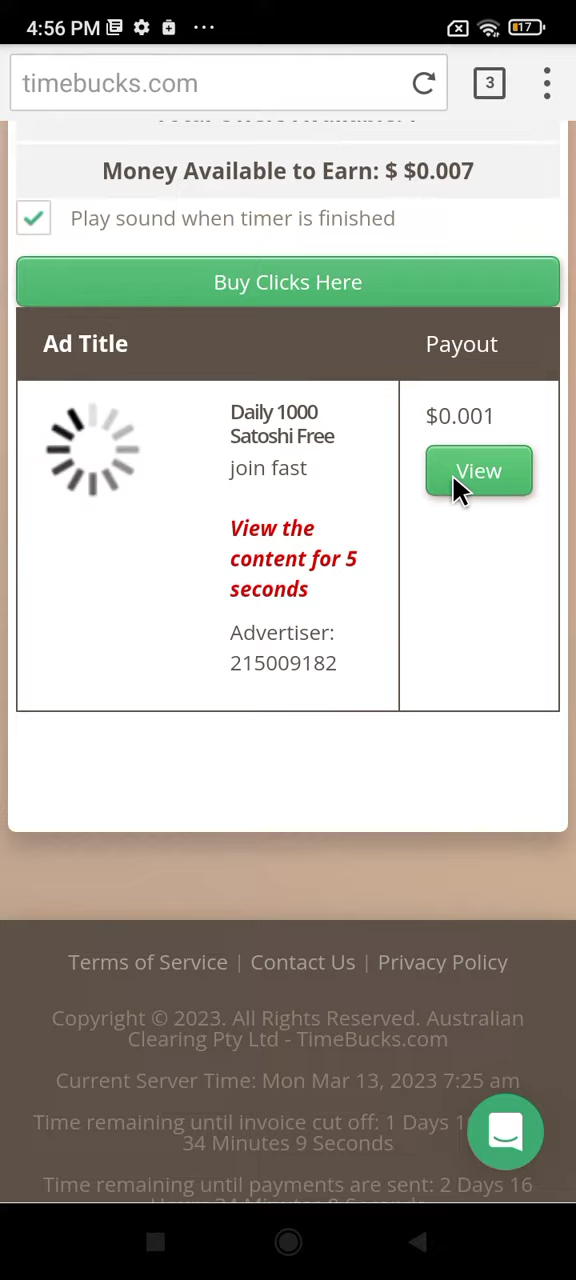 4:56 PM
17
timebucks.com
3
Money Available to Earn: $ $0.007
Play sound when timer is finished
Buy Clicks Here
Ad Title
Payout
Daily 1000
Satoshi Free
join fast
View the
content for 5
seconds
Advertiser:
215009182
$0.001
View
Terms of Service | Contact Us | Privacy Policy
Copyright © 2023. All Rights Reserved. Australian
Clearing Pty Ltd - TimeBucks.com
Current Server Time: Mon Mar 13, 2023 7:25 am
Time remaining until invoice cut off: 1 Days
34 Minutes 9 Seconds
Time remaining until payments are sent: 2 Days 16